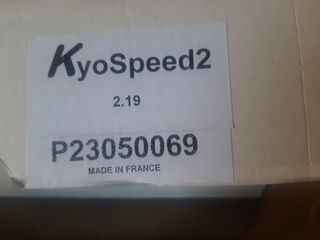 KyoSpeed2
2.19
P23050069
MADE IN FRANCE